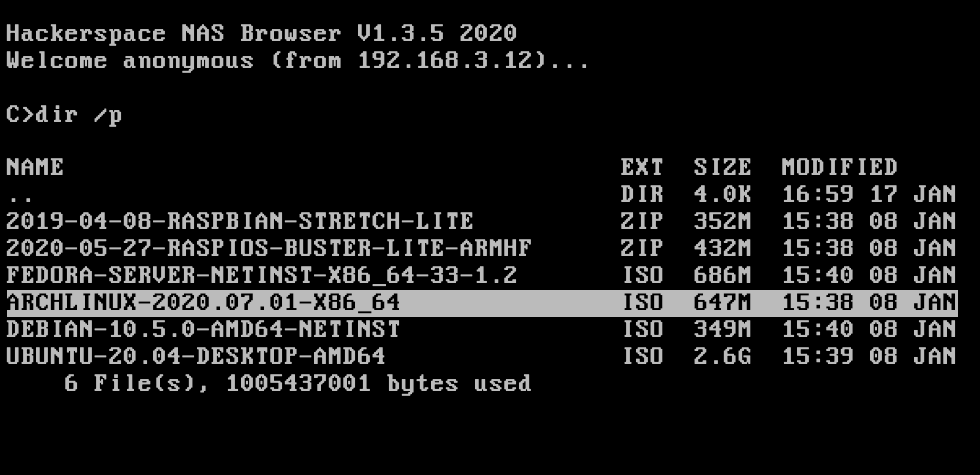 Hackerspace NAS Browser V1.3.5 2020
Welcome anonymous (from 192.168.3.12)...
C>dir /p
NAME EXT SIZE MODIFIED
.. DIR 4.0K 16:59 17 JAN
2019-04-08-RASPBIAN-STRETCH-LITE ZIP 352M 15:38 08 JAN
2020-05-27-RASPIOS-BUSTER-LITE-ARMHF ZIP 432M 15:38 08 JAN
FEDORA-SERVER-NETINST-X86_64-33-1.2 ISO 686M 15:40 08 JAN
ARCHLINUX-2020.07.01-X86_64 ISO 647M 15:38 08 JAN
DEBIAN-10.5.0-AMD64-NETINST ISO 349M 15:40 08 JAN
UBUNTU-20.04-DESKTOP-AMD64 ISO 2.6G 15:39 08 JAN
6 File(s), 1005437001 bytes used